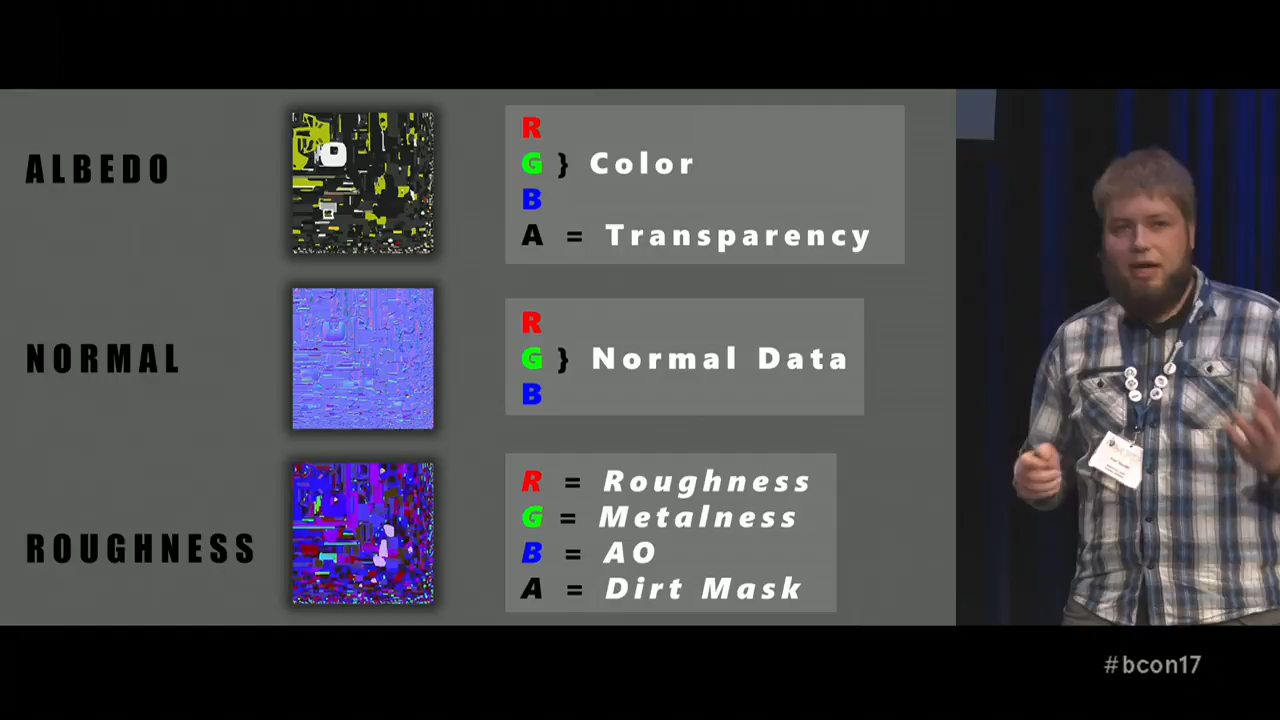 ALBEDO
R
G } Color
B
A = Transparency
NORMAL
R
G } Normal Data
B
ROUGHNESS
R = Roughness
G = Metalness
B = AO
A = Dirt Mask
#bcon17